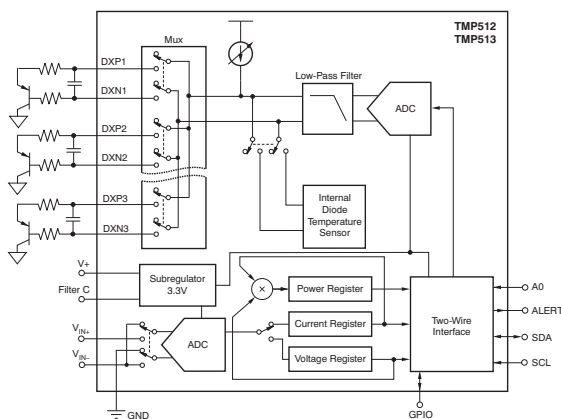 TMP512
TMP513
Mux
DXP1
DXN1
Low-Pass Filter
ADC
DXP2
DXN2
DXP3
DXN3
Internal
Diode
Temperature
Sensor
V+
Filter C
Subregulator
3.3V
×
Power Register
A0
ALERT
Two-Wire
Interface
VIN+
VIN–
ADC
Current Register
Voltage Register
SDA
SCL
GND
GPIO